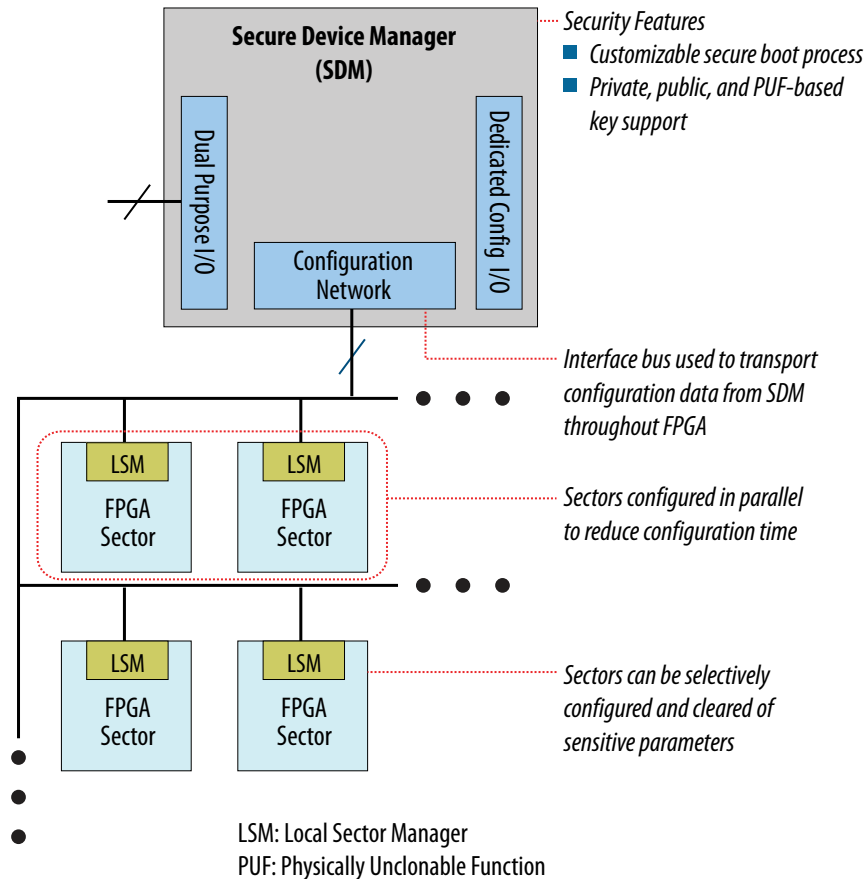 Secure Device Manager
(SDM)
Security Features
Customizable secure boot process
Private, public, and PUF-based
key support
Dual Purpose I/O
Dedicated Config I/O
Configuration
Network
Interface bus used to transport
configuration data from SDM
throughout FPGA
LSM
FPGA
Sector
LSM
FPGA
Sector
Sectors configured in parallel
to reduce configuration time
LSM
FPGA
Sector
LSM
FPGA
Sector
Sectors can be selectively
configured and cleared of
sensitive parameters
LSM: Local Sector Manager
PUF: Physically Unclonable Function